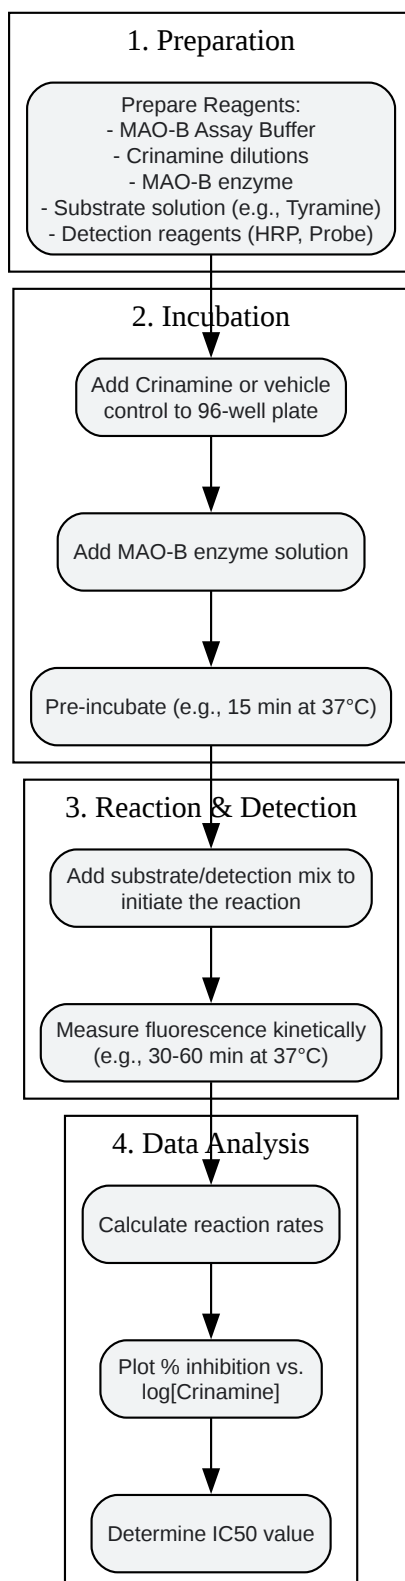 1. Preparation
Prepare Reagents:
- MAO-B Assay Buffer
- Crinamine dilutions
- MAO-B enzyme
- Substrate solution (e.g., Tyramine)
- Detection reagents (HRP, Probe)
2. Incubation
Add Crinamine or vehicle
control to 96-well plate
Add MAO-B enzyme solution
Pre-incubate (e.g., 15 min at 37°C)
3. Reaction & Detection
Add substrate/detection mix to
initiate the reaction
Measure fluorescence kinetically
(e.g., 30-60 min at 37°C)
4. Data Analysis
Calculate reaction rates
Plot % inhibition vs.
log[Crinamine]
Determine IC50 value